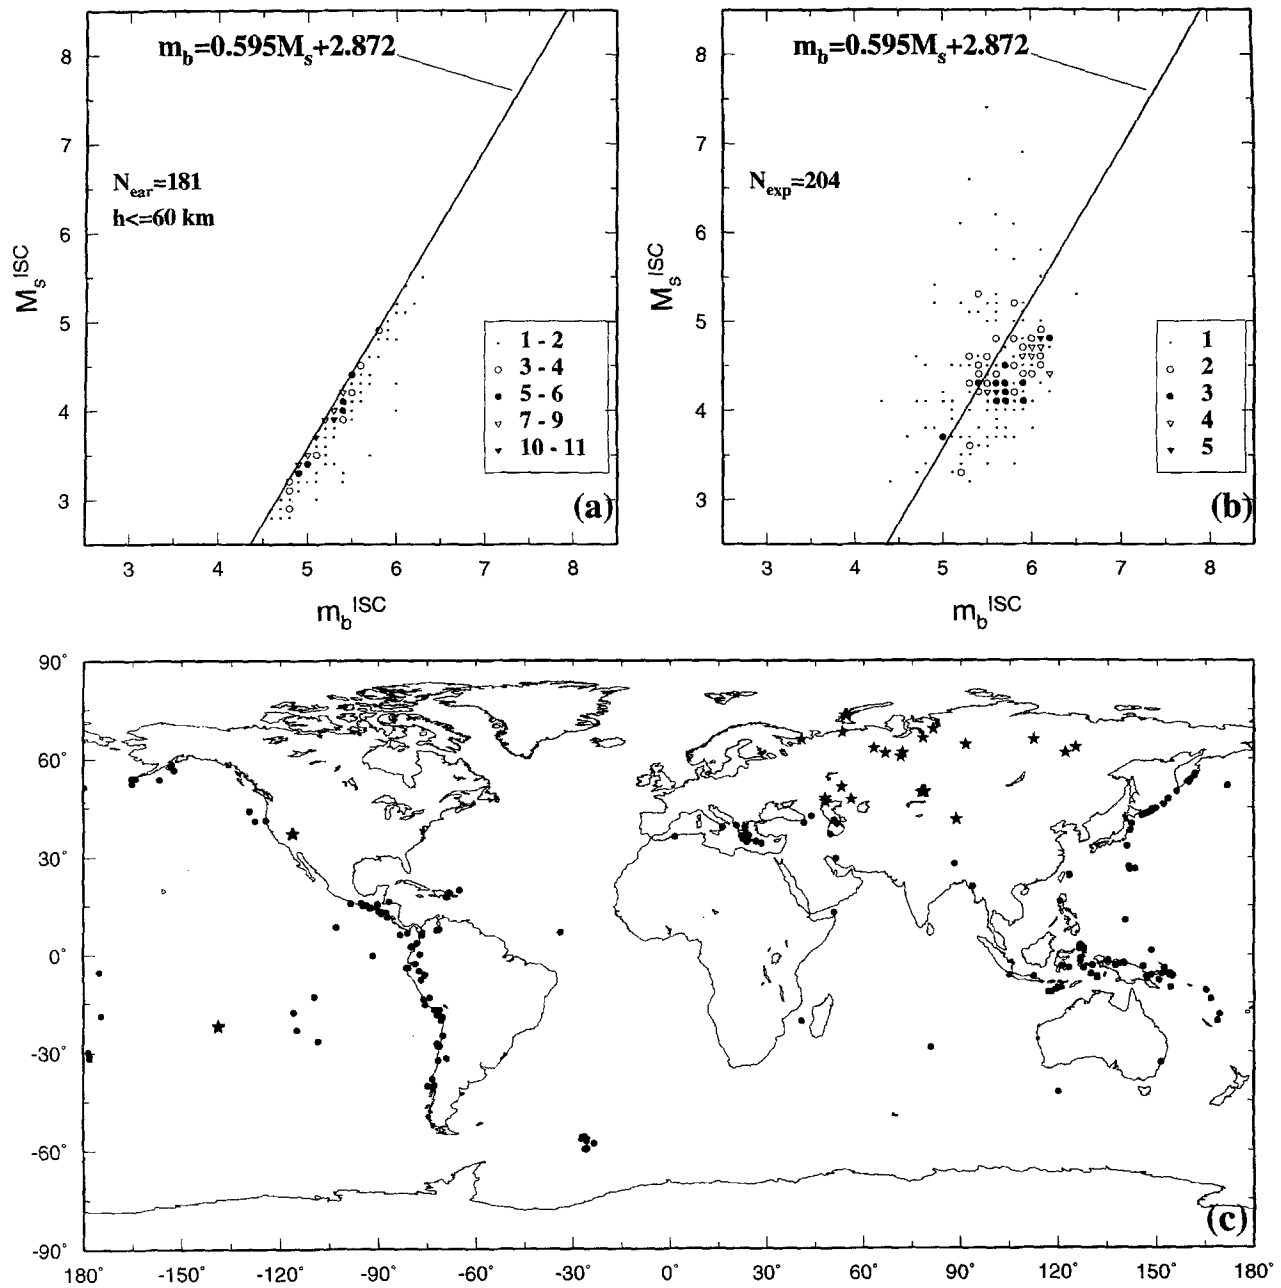 m_b=0.595M_s+2.872
N_ear=181
h<=60 km
8
7
6
5
4
3
M_s^ISC
1 - 2
3 - 4
5 - 6
7 - 9
10 - 11
(a)
3 4 5 6 7 8
m_b^ISC
m_b=0.595M_s+2.872
N_exp=204
8
7
6
5
4
3
M_s^ISC
1
2
3
4
5
(b)
3 4 5 6 7 8
m_b^ISC
90°
60°
30°
0°
-30°
-60°
-90°
(c)
180° -150° -120° -90° -60° -30° 0° 30° 60° 90° 120° 150° 180°